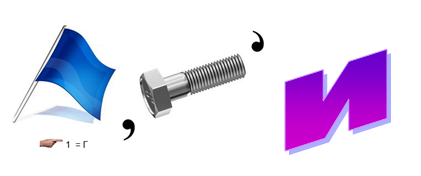 , ,
И
1 = Г